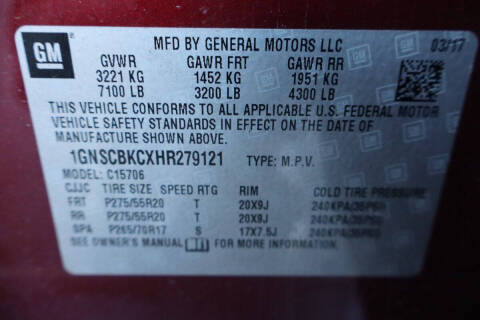 GM
MFD BY GENERAL MOTORS LLC 03/17
GVWR GAWR FRT GAWR RR
3221 KG 1452 KG 1951 KG
7100 LB 3200 LB 4300 LB
THIS VEHICLE CONFORMS TO ALL APPLICABLE U.S. FEDERAL MOTOR
VEHICLE SAFETY STANDARDS IN EFFECT ON THE DATE OF
MANUFACTURE SHOWN ABOVE.
1GNSCBKCXHR279121 TYPE: M.P.V.
MODEL: C15706
CJJC TIRE SIZE SPEED RTG RIM COLD TIRE PRESSURE
FRT P275/55R20 T 20X9J 240KPA(35PSI)
RR P275/55R20 T 20X9J 240KPA(35PSI)
SPA P265/70R17 S 17X7.5J 240KPA(35PSI)
SEE OWNER'S MANUAL FOR MORE INFORMATION.